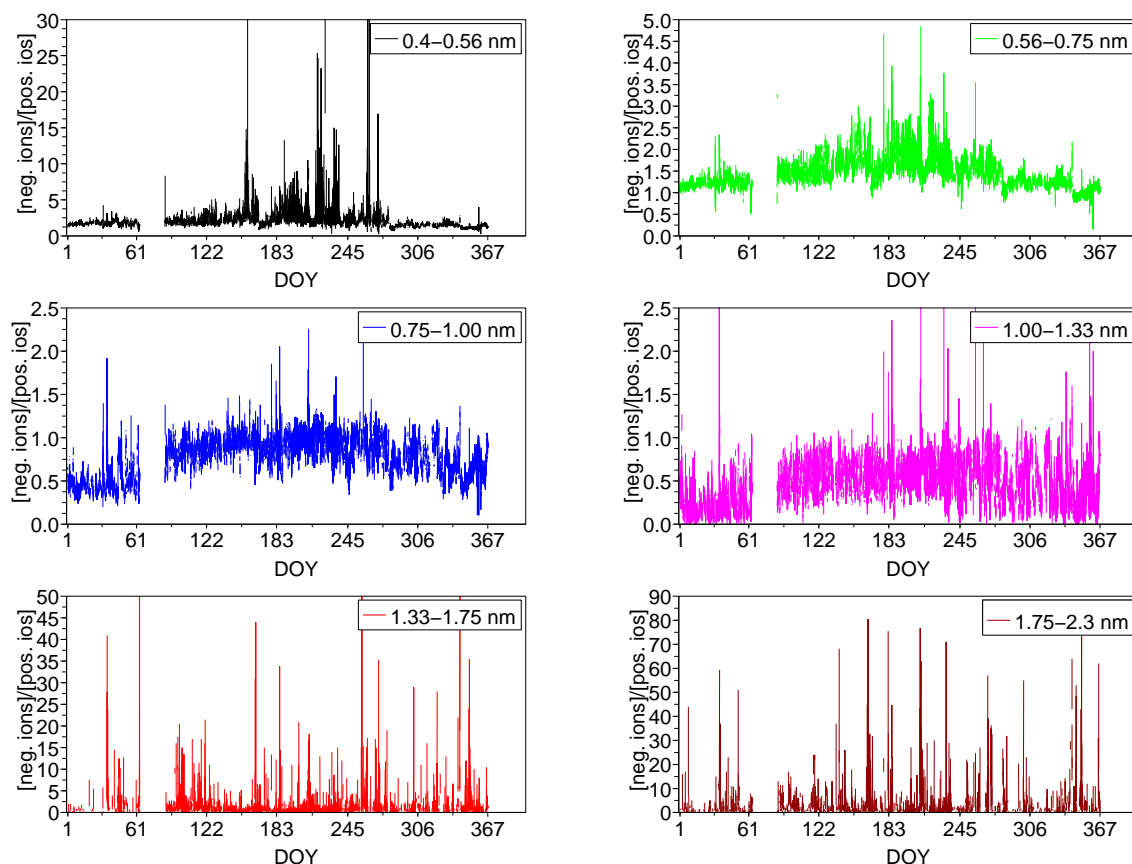 30
25
20
15
10
5
0
[neg. ions]/[pos. ios]
0.4−0.56 nm
1 61 122 183 245 306 367
DOY
5.0
4.5
4.0
3.5
3.0
2.5
2.0
1.5
1.0
0.5
0.0
[neg. ions]/[pos. ios]
0.56−0.75 nm
1 61 122 183 245 306 367
DOY
2.5
2.0
1.5
1.0
0.5
0.0
[neg. ions]/[pos. ios]
0.75−1.00 nm
1 61 122 183 245 306 367
DOY
2.5
2.0
1.5
1.0
0.5
0.0
[neg. ions]/[pos. ios]
1.00−1.33 nm
1 61 122 183 245 306 367
DOY
50
45
40
35
30
25
20
15
10
5
0
[neg. ions]/[pos. ios]
1.33−1.75 nm
1 61 122 183 245 306 367
DOY
90
80
70
60
50
40
30
20
10
0
[neg. ions]/[pos. ios]
1.75−2.3 nm
1 61 122 183 245 306 367
DOY